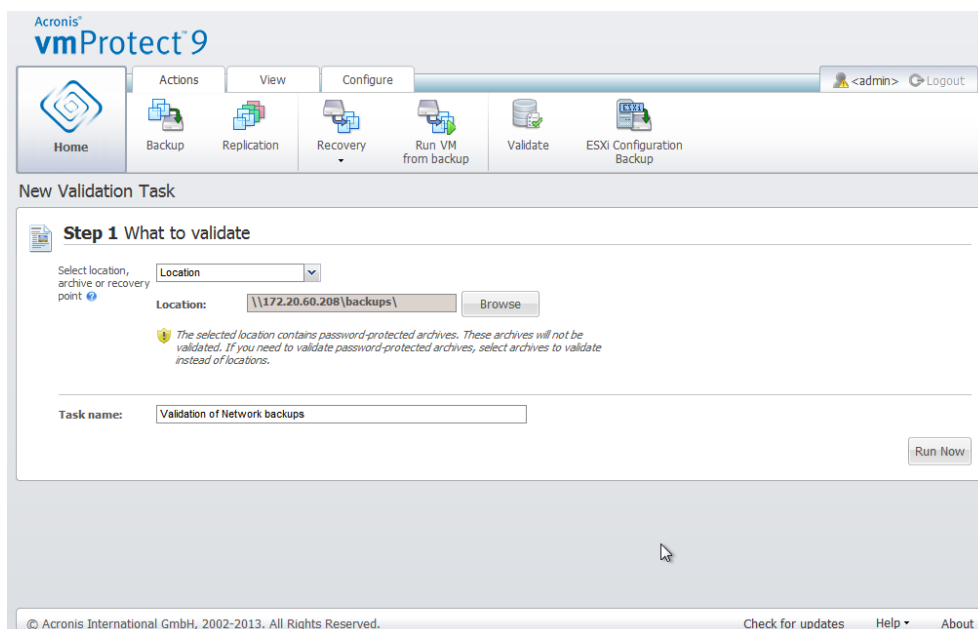 Acronis®
vmProtect™9
Actions View Configure
<admin> Logout
Home
Backup
Replication
Recovery
Run VM
from backup
Validate
ESXi
ESXi Configuration
Backup
New Validation Task
Step 1 What to validate
Select location,
archive or recovery
point
Location
Location: \\172.20.60.208\backups\ Browse
The selected location contains password-protected archives. These archives will not be
validated. If you need to validate password-protected archives, select archives to validate
instead of locations.
Task name: Validation of Network backups
Run Now
© Acronis International GmbH, 2002-2013. All Rights Reserved. Check for updates Help About